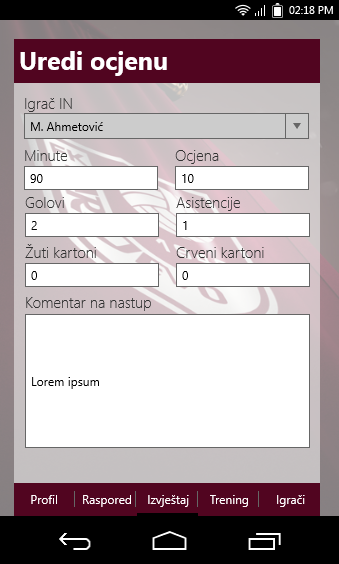 02:18 PM
Uredi ocjenu
Igrač IN
M. Ahmetović
Minute Ocjena
90 10
Golovi Asistencije
2 1
Žuti kartoni Crveni kartoni
0 0
Komentar na nastup
Lorem ipsum
Profil Raspored Izvještaj Trening Igrači